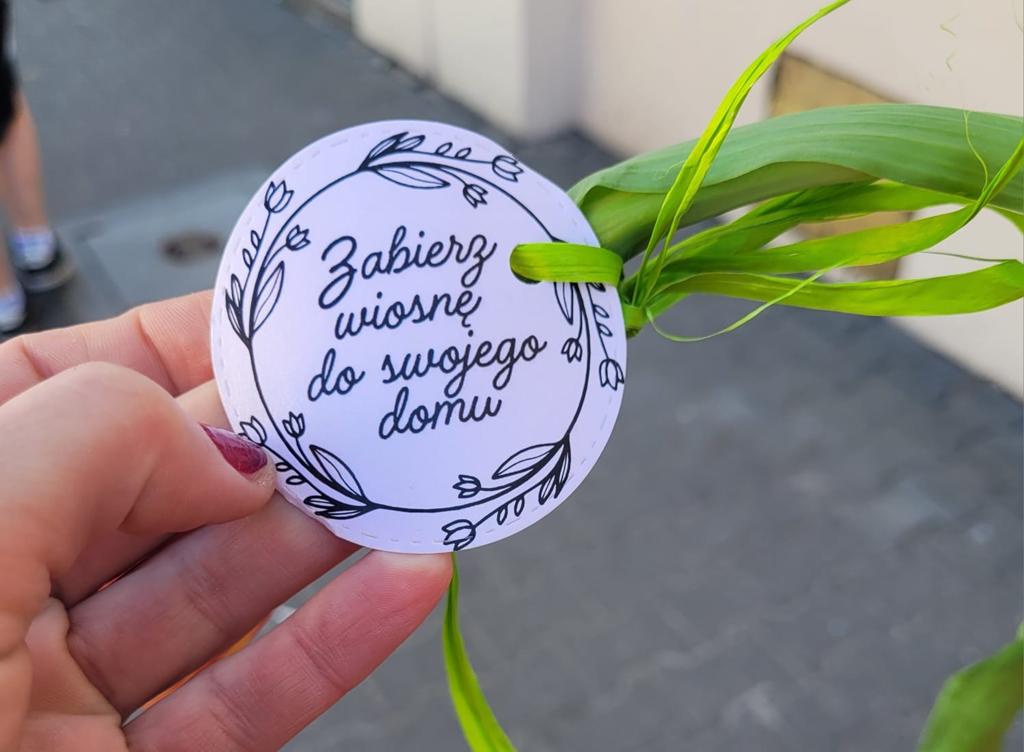 Zabierz
wiosnę
do swojego
domu